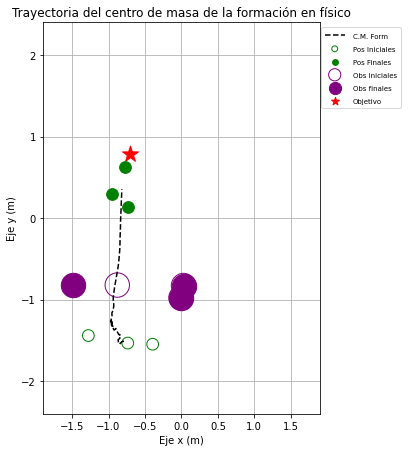 Trayectoria del centro de masa de la formación en físico
C.M. Form
Pos Iniciales
Pos Finales
Obs iniciales
Obs finales
Objetivo
Eje y (m)
2
1
0
−1
−2
−1.5 −1.0 −0.5 0.0 0.5 1.0 1.5
Eje x (m)